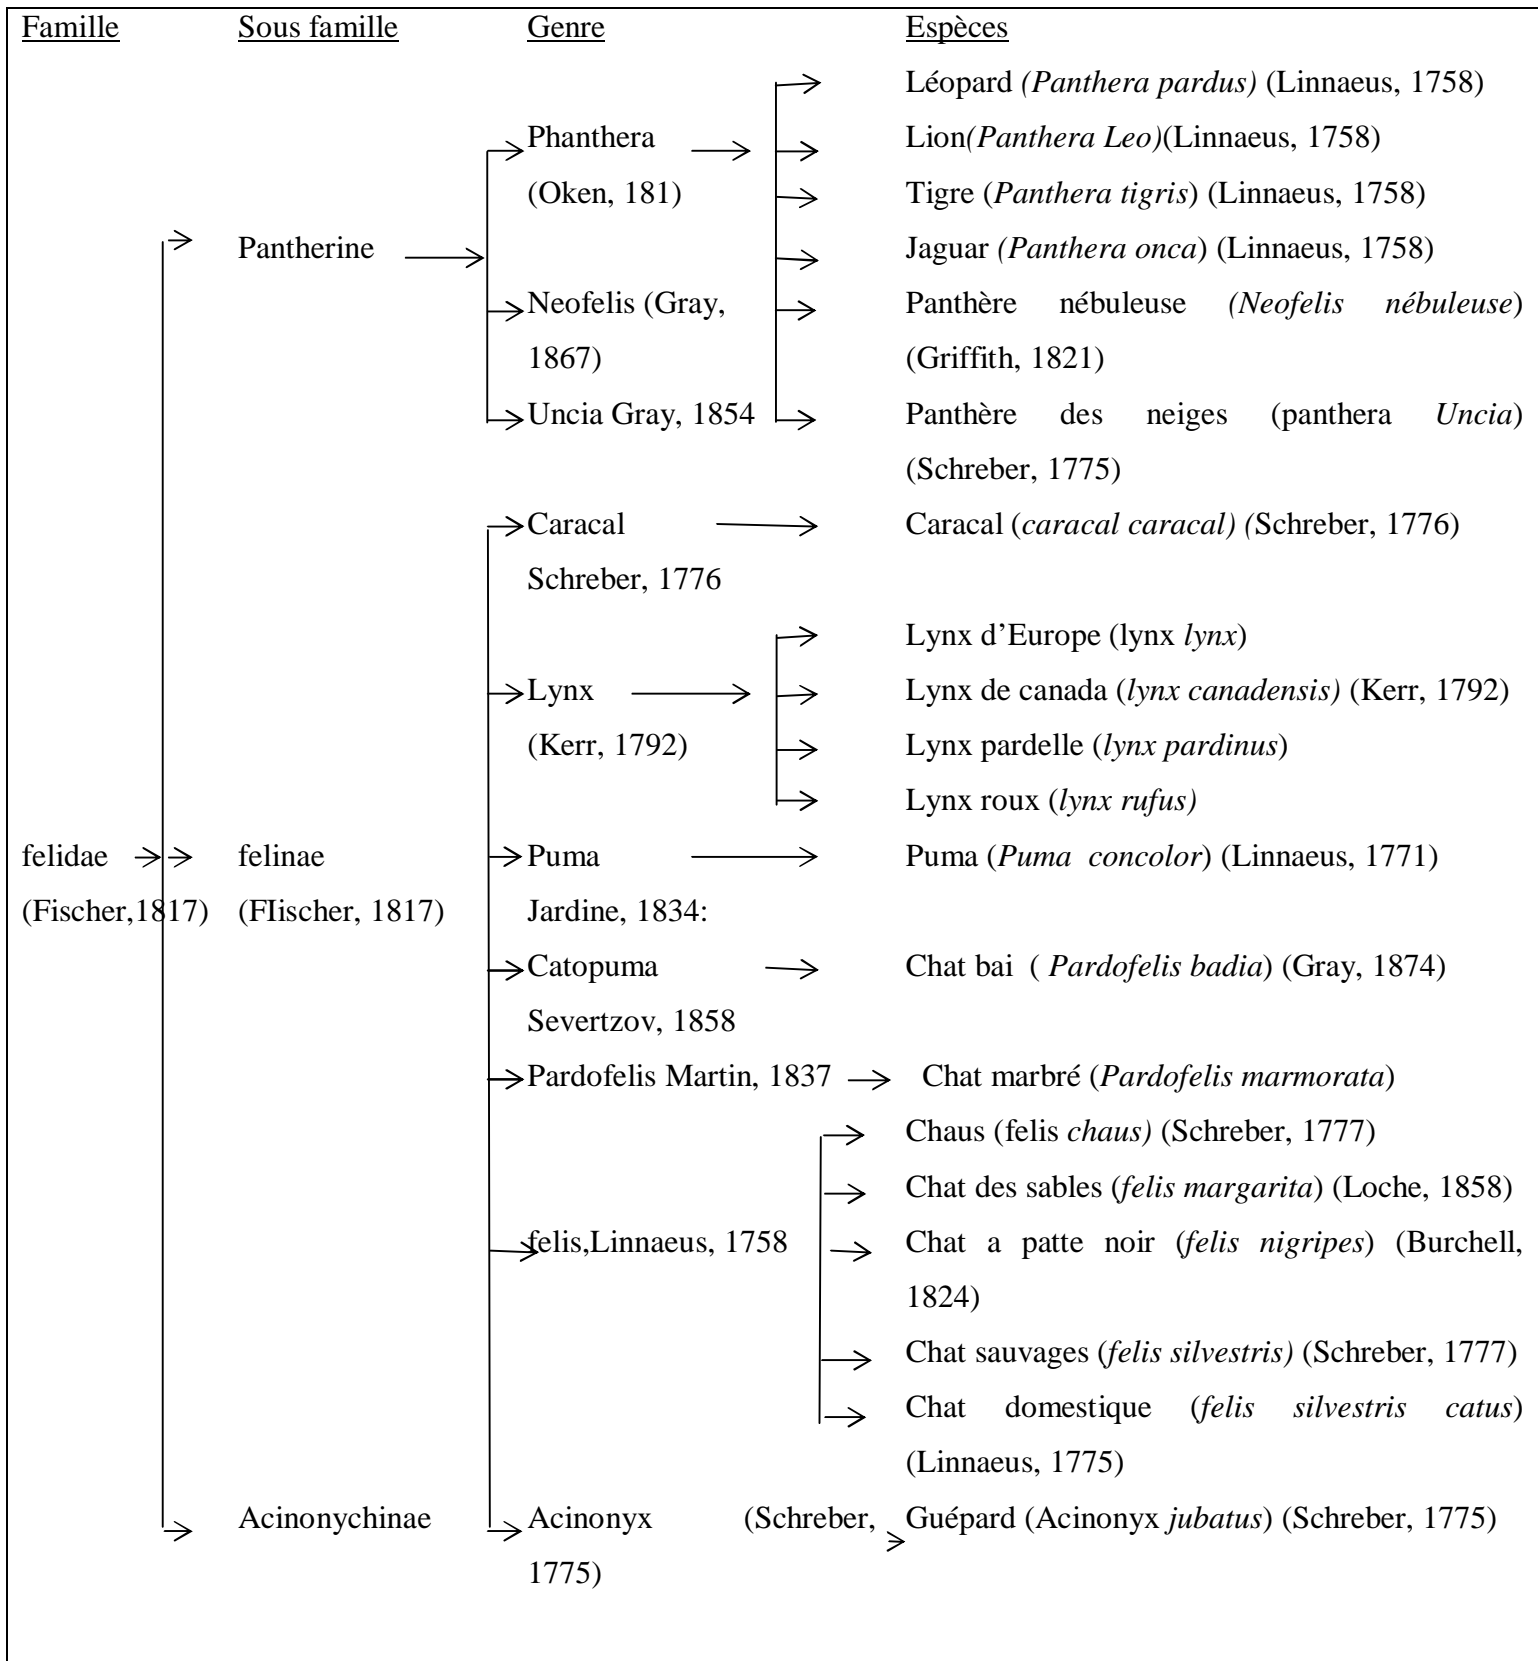 Famille Sous famille Genre Espèces
Léopard (Panthera pardus) (Linnaeus, 1758)
Phanthera Lion(Panthera Leo)(Linnaeus, 1758)
(Oken, 181) Tigre (Panthera tigris) (Linnaeus, 1758)
Pantherine Jaguar (Panthera onca) (Linnaeus, 1758)
Neofelis (Gray, Panthère nébuleuse (Neofelis nébuleuse)
1867) (Griffith, 1821)
Uncia Gray, 1854 Panthère des neiges (panthera Uncia)
(Schreber, 1775)
Caracal Caracal (caracal caracal) (Schreber, 1776)
Schreber, 1776
Lynx d’Europe (lynx lynx)
Lynx Lynx de canada (lynx canadensis) (Kerr, 1792)
(Kerr, 1792) Lynx pardelle (lynx pardinus)
Lynx roux (lynx rufus)
felidae felinae Puma Puma (Puma concolor) (Linnaeus, 1771)
(Fischer,1817) (FIischer, 1817) Jardine, 1834:
Catopuma Chat bai ( Pardofelis badia) (Gray, 1874)
Severtzov, 1858
Pardofelis Martin, 1837 Chat marbré (Pardofelis marmorata)
Chaus (felis chaus) (Schreber, 1777)
Chat des sables (felis margarita) (Loche, 1858)
felis,Linnaeus, 1758 Chat a patte noir (felis nigripes) (Burchell,
1824)
Chat sauvages (felis silvestris) (Schreber, 1777)
Chat domestique (felis silvestris catus)
(Linnaeus, 1775)
Acinonychinae Acinonyx (Schreber, Guépard (Acinonyx jubatus) (Schreber, 1775)
1775)